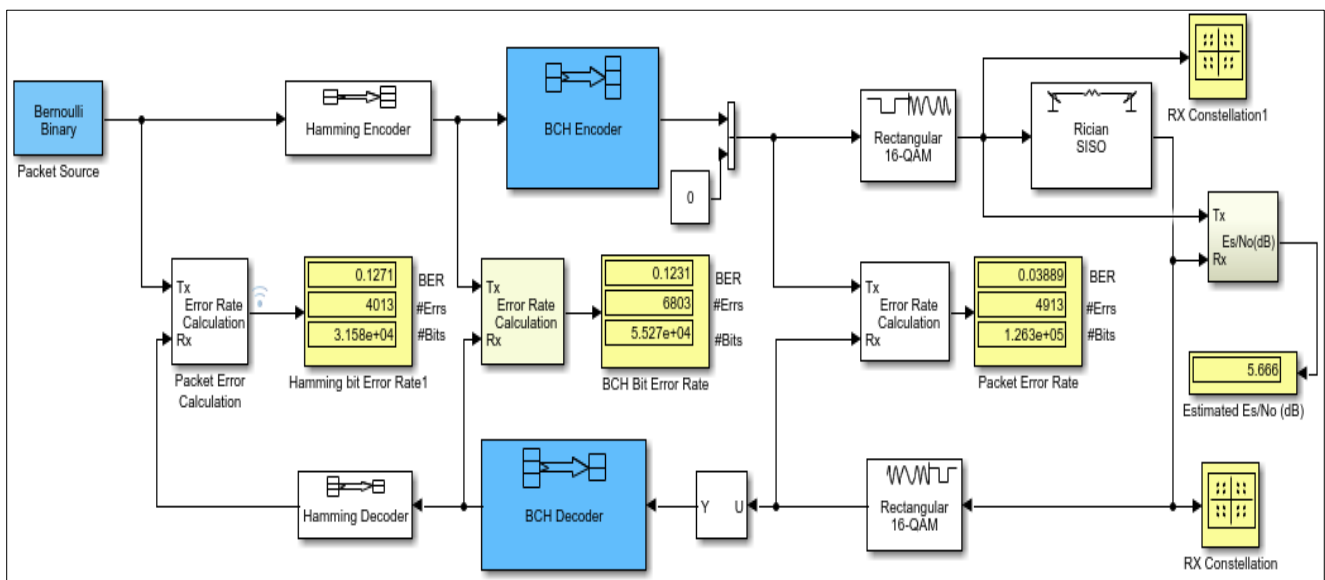 Bernoulli
Binary
Packet Source
Hamming Encoder
BCH Encoder
0
Rectangular
16-QAM
Rician
SISO
RX Constellation1
Tx
Es/No(dB)
Rx
Tx
Error Rate
Calculation
Rx
Packet Error
Calculation
0.1271
4013
3.158e+04
BER
#Errs
#Bits
Hamming bit Error Rate1
Tx
Error Rate
Calculation
Rx
0.1231
6803
5.527e+04
BER
#Errs
#Bits
BCH Bit Error Rate
Tx
Error Rate
Calculation
Rx
0.03889
4913
1.263e+05
BER
#Errs
#Bits
Packet Error Rate
5.666
Estimated Es/No (dB)
Hamming Decoder
BCH Decoder
Y U
Rectangular
16-QAM
RX Constellation